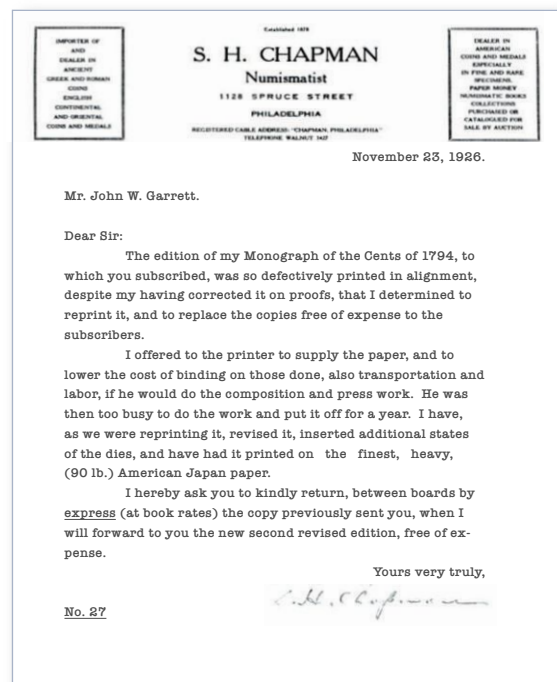 IMPORTER OF
AND
DEALER IN
ANCIENT
GREEK AND ROMAN
COINS
ENGLISH
CONTINENTAL
AND ORIENTAL
COINS AND MEDALS
Established 1878
S. H. CHAPMAN
Numismatist
1128 SPRUCE STREET
PHILADELPHIA
REGISTERED CABLE ADDRESS: "CHAPMAN, PHILADELPHIA"
TELEPHONE WALNUT 1427
DEALER IN
AMERICAN
COINS AND MEDALS
ESPECIALLY
IN FINE AND RARE
SPECIMENS.
PAPER MONEY
NUMISMATIC BOOKS
COLLECTIONS
PURCHASED OR
CATALOGUED FOR
SALE BY AUCTION
November 23, 1926.
Mr. John W. Garrett.
Dear Sir:
The edition of my Monograph of the Cents of 1794, to
which you subscribed, was so defectively printed in alignment,
despite my having corrected it on proofs, that I determined to
reprint it, and to replace the copies free of expense to the
subscribers.
I offered to the printer to supply the paper, and to
lower the cost of binding on those done, also transportation and
labor, if he would do the composition and press work. He was
then too busy to do the work and put it off for a year. I have,
as we were reprinting it, revised it, inserted additional states
of the dies, and have had it printed on the finest, heavy,
(90 lb.) American Japan paper.
I hereby ask you to kindly return, between boards by
express (at book rates) the copy previously sent you, when I
will forward to you the new second revised edition, free of ex-
pense.
Yours very truly,
S. H. Chapman
No. 27